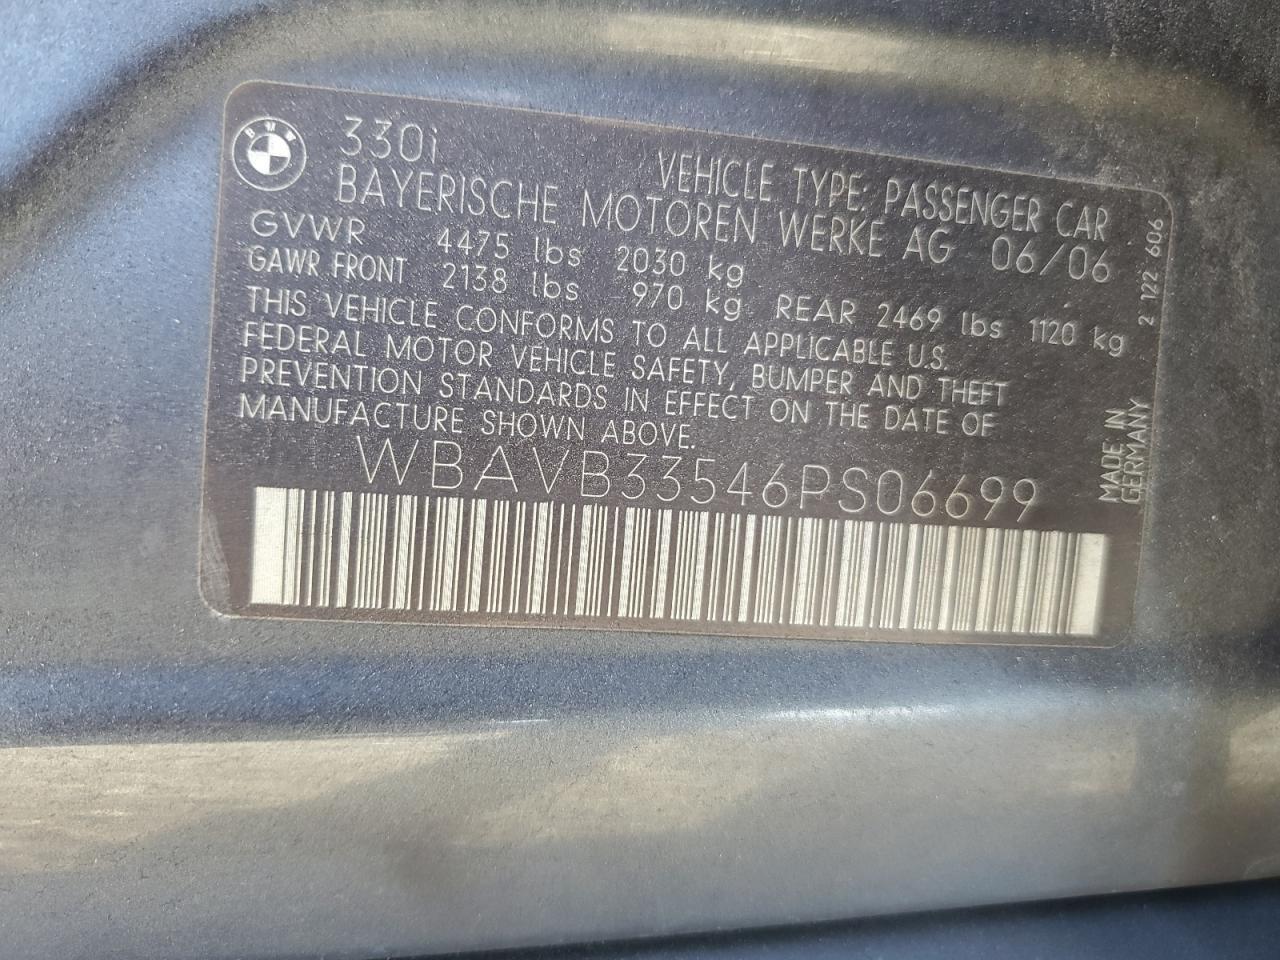 BMW
330i
VEHICLE TYPE: PASSENGER CAR
BAYERISCHE MOTOREN WERKE AG 06/06
GVWR 4475 lbs 2030 kg
GAWR FRONT 2138 lbs 970 kg REAR 2469 lbs 1120 kg
THIS VEHICLE CONFORMS TO ALL APPLICABLE U.S.
FEDERAL MOTOR VEHICLE SAFETY, BUMPER AND THEFT
PREVENTION STANDARDS IN EFFECT ON THE DATE OF
MANUFACTURE SHOWN ABOVE.
WBAVB33546PS06699
2 122 606
MADE IN
GERMANY